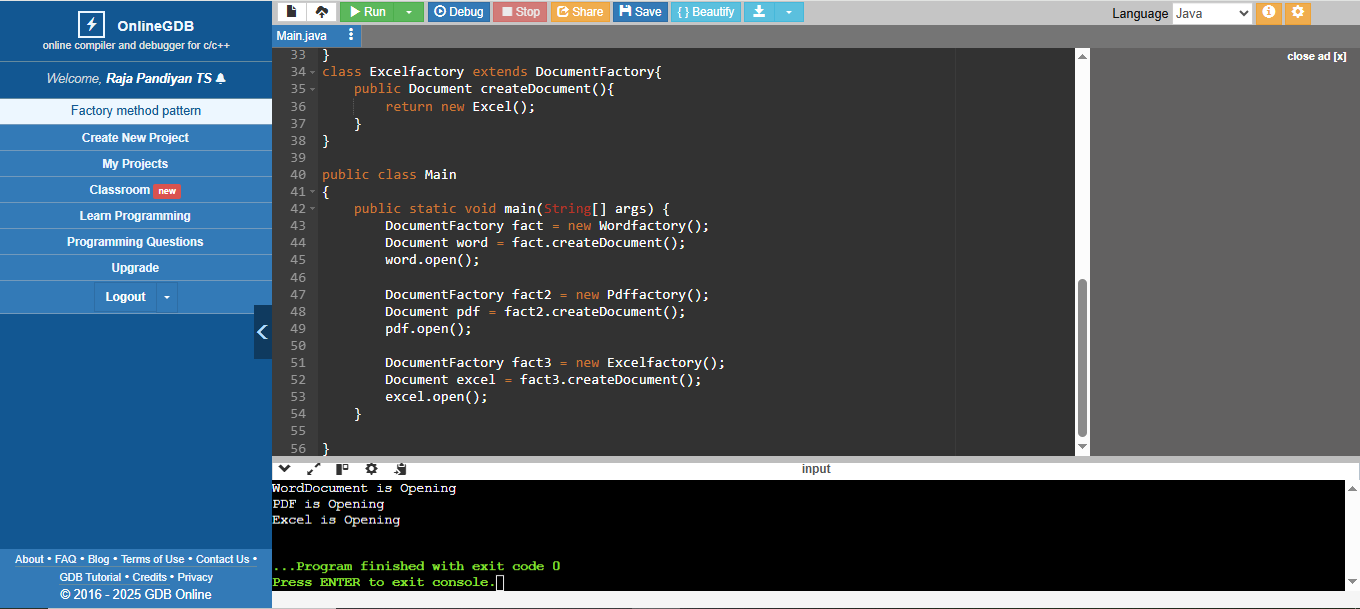 OnlineGDB
online compiler and debugger for c/c++
Welcome, Raja Pandiyan TS
Factory method pattern
Create New Project
My Projects
Classroom new
Learn Programming
Programming Questions
Upgrade
Logout
About • FAQ • Blog • Terms of Use • Contact Us •
GDB Tutorial • Credits • Privacy
© 2016 - 2025 GDB Online
Run Debug Stop Share Save { } Beautify Language Java
Main.java
close ad [x]
33 }
34 class Excelfactory extends DocumentFactory{
35     public Document createDocument(){
36         return new Excel();
37     }
38 }
39
40 public class Main
41 {
42     public static void main(String[] args) {
43         DocumentFactory fact = new Wordfactory();
44         Document word = fact.createDocument();
45         word.open();
46
47         DocumentFactory fact2 = new Pdffactory();
48         Document pdf = fact2.createDocument();
49         pdf.open();
50
51         DocumentFactory fact3 = new Excelfactory();
52         Document excel = fact3.createDocument();
53         excel.open();
54     }
55
56 }
input
WordDocument is Opening
PDF is Opening
Excel is Opening
...Program finished with exit code 0
Press ENTER to exit console.